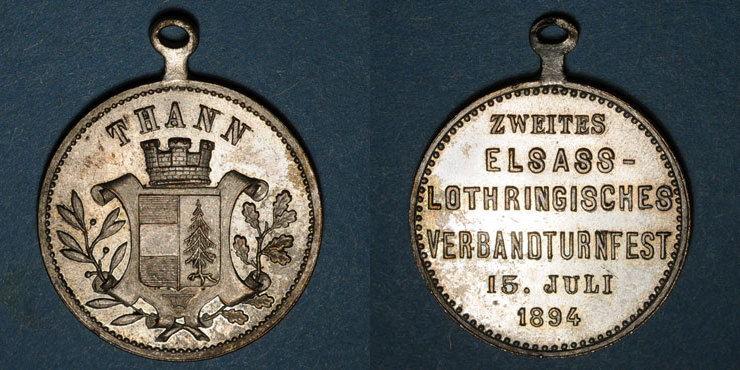 THANN
ZWEITES
ELSASS-
LOTHRINGISCHES
VERBANDTURNFEST
15. JULI
1894